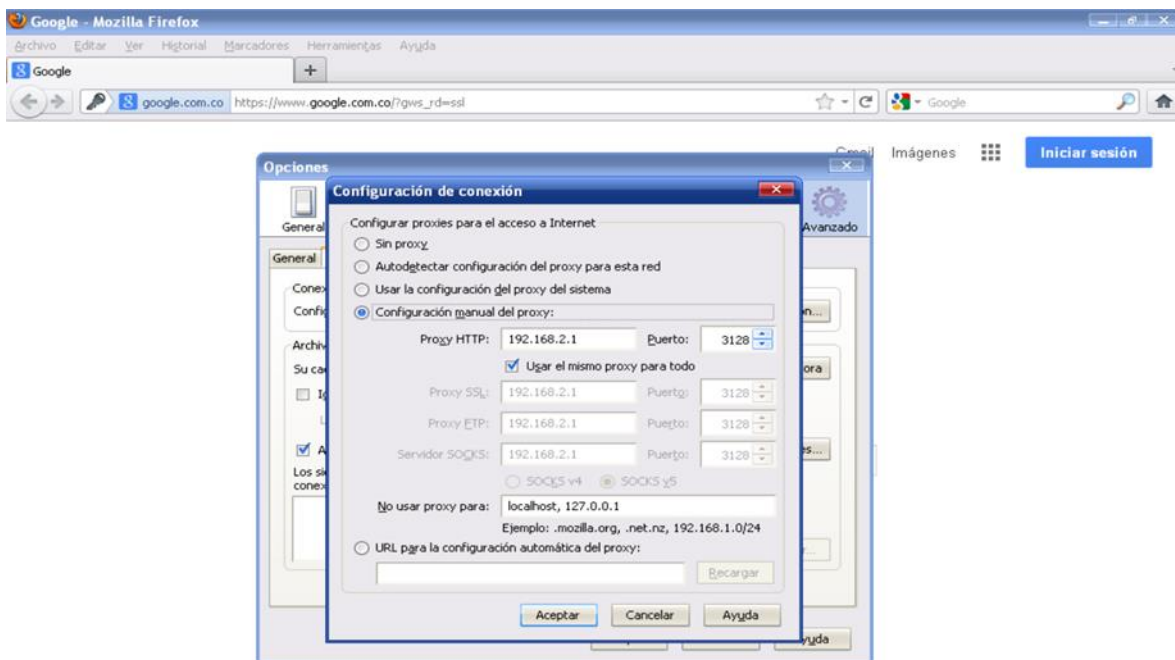 Google - Mozilla Firefox
Archivo Editar Ver Historial Marcadores Herramientas Ayuda
Google
google.com.co https://www.google.com.co/?gws_rd=ssl Google
Gmail Imágenes Iniciar sesión
Opciones
Configuración de conexión
General Avanzado
Configurar proxies para el acceso a Internet
Sin proxy
General
Autodetectar configuración del proxy para esta red
Usar la configuración del proxy del sistema
Configuración manual del proxy:
Proxy HTTP: 192.168.2.1 Puerto: 3128
Usar el mismo proxy para todo
Su
Proxy SSL: 192.168.2.1 Puerto: 3128
Proxy FTP: 192.168.2.1 Puerto: 3128
Servidor SOCKS: 192.168.2.1 Puerto: 3128
SOCKS v4 SOCKS v5
Los
No usar proxy para: localhost, 127.0.0.1
Ejemplo: .mozilla.org, .net.nz, 192.168.1.0/24
URL para la configuración automática del proxy:
Recargar
Aceptar Cancelar Ayuda